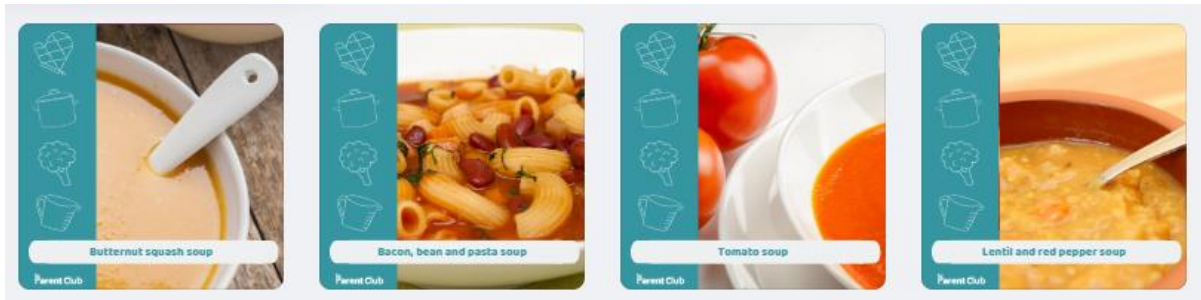 Butternut squash soup
Parent Club
Bacon, bean and pasta soup
Parent Club
Tomato soup
Parent Club
Lentil and red pepper soup
Parent Club